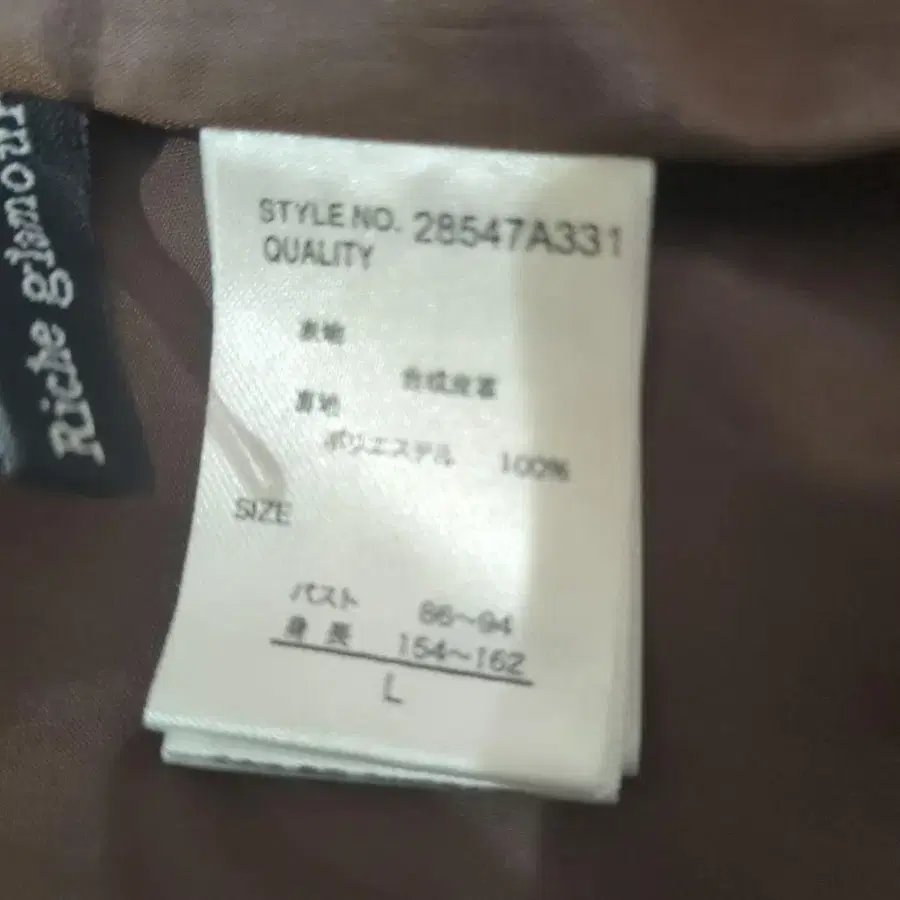 Riche glamour
STYLE NO. 28547A331
QUALITY
表地
合成皮革
裏地
ポリエステル 100%
SIZE
バスト 86～94
身長 154～162
L